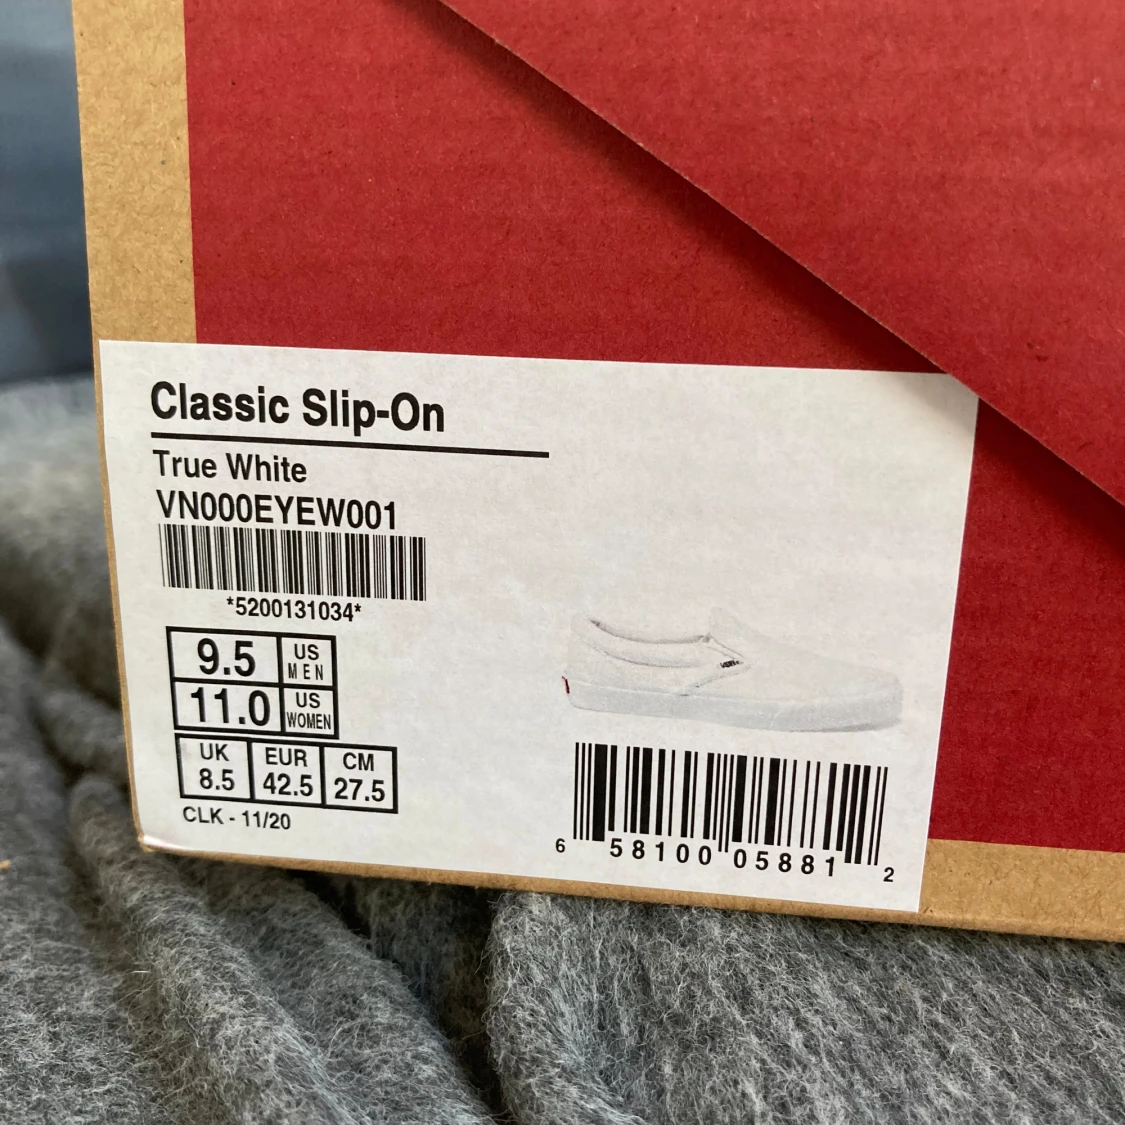 Classic Slip-On
True White
VN000EYEW001
*5200131034*
9.5 US MEN
11.0 US WOMEN
UK EUR CM
8.5 42.5 27.5
CLK - 11/20
6 58100 05881 2